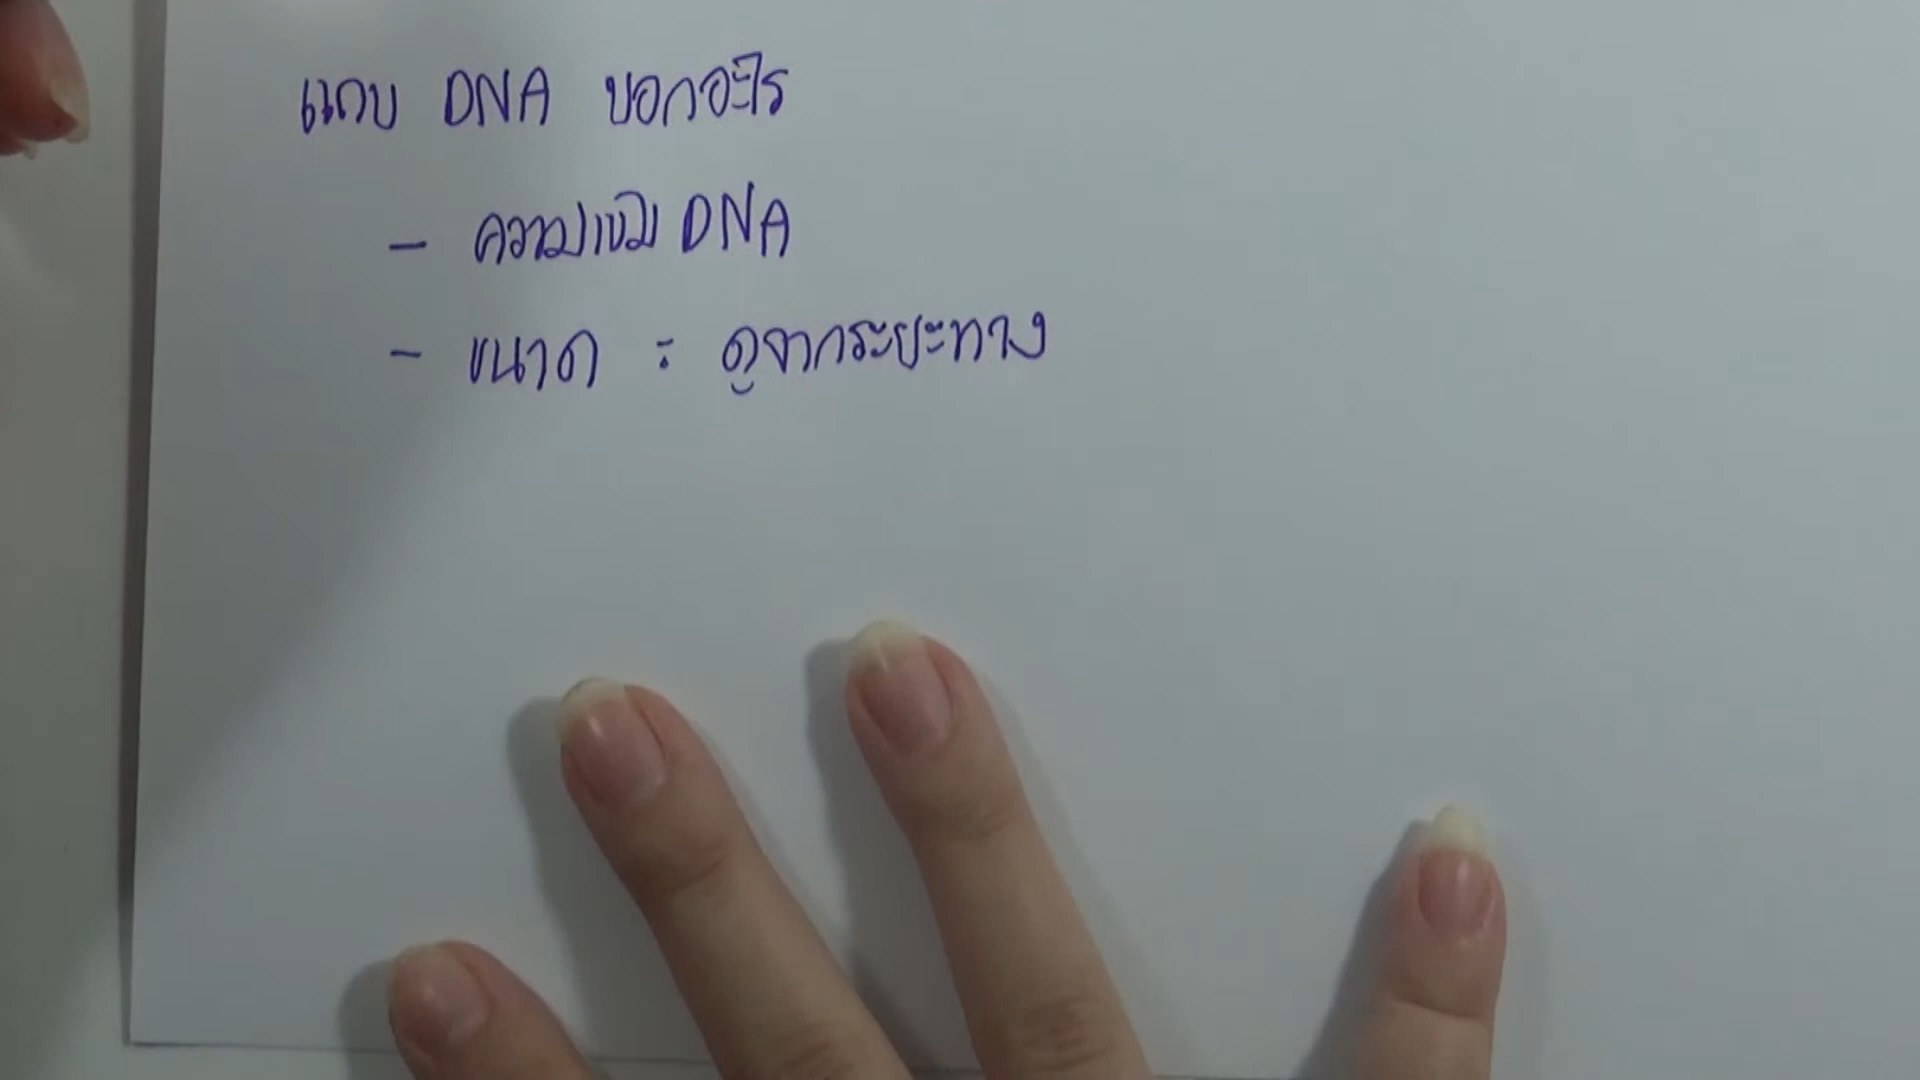 แถบ DNA บอกอะไร
- ความเข้ม DNA
- ขนาด : ดูจากระยะทาง